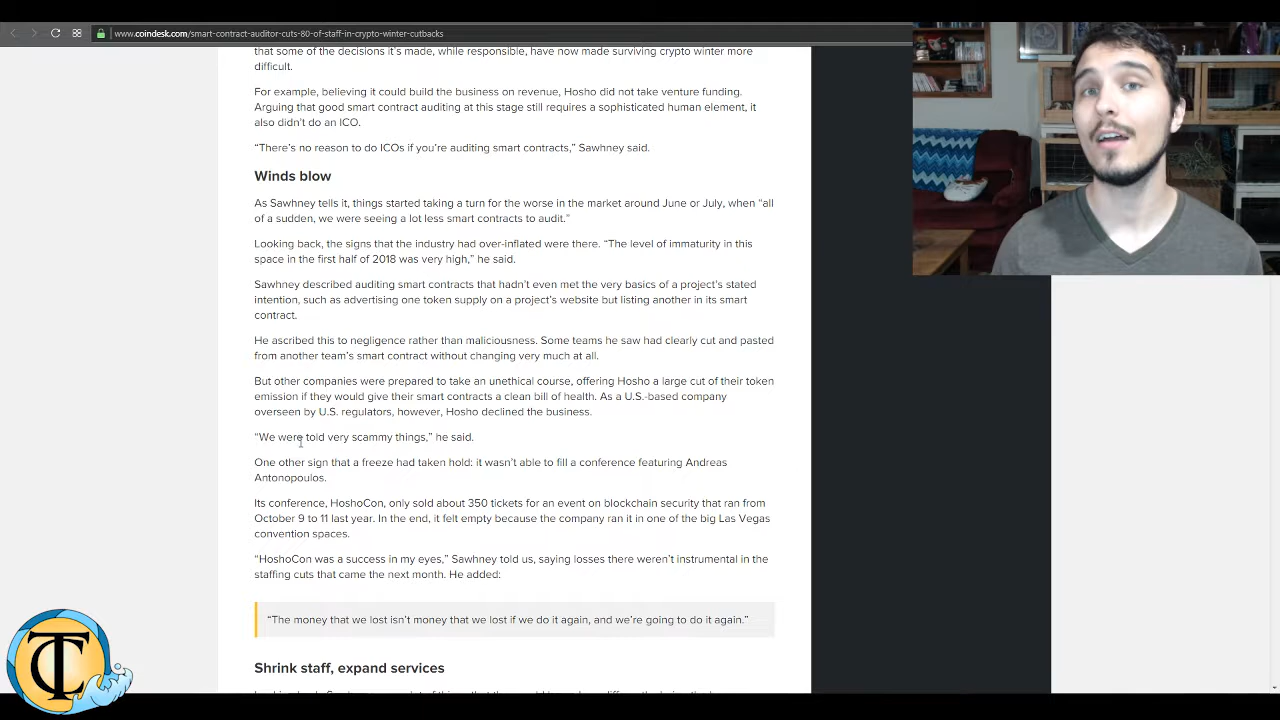 www.coindesk.com/smart-contract-auditor-cuts-80-of-staff-in-crypto-winter-cutbacks
that some of the decisions it's made, while responsible, have now made surviving crypto winter more
difficult.
For example, believing it could build the business on revenue, Hosho did not take venture funding.
Arguing that good smart contract auditing at this stage still requires a sophisticated human element, it
also didn't do an ICO.
“There's no reason to do ICOs if you're auditing smart contracts,” Sawhney said.
Winds blow
As Sawhney tells it, things started taking a turn for the worse in the market around June or July, when “all
of a sudden, we were seeing a lot less smart contracts to audit.”
Looking back, the signs that the industry had over-inflated were there. “The level of immaturity in this
space in the first half of 2018 was very high,” he said.
Sawhney described auditing smart contracts that hadn't even met the very basics of a project's stated
intention, such as advertising one token supply on a project's website but listing another in its smart
contract.
He ascribed this to negligence rather than maliciousness. Some teams he saw had clearly cut and pasted
from another team's smart contract without changing very much at all.
But other companies were prepared to take an unethical course, offering Hosho a large cut of their token
emission if they would give their smart contracts a clean bill of health. As a U.S.-based company
overseen by U.S. regulators, however, Hosho declined the business.
“We were told very scammy things,” he said.
One other sign that a freeze had taken hold: it wasn't able to fill a conference featuring Andreas
Antonopoulos.
Its conference, HoshoCon, only sold about 350 tickets for an event on blockchain security that ran from
October 9 to 11 last year. In the end, it felt empty because the company ran it in one of the big Las Vegas
convention spaces.
“HoshoCon was a success in my eyes,” Sawhney told us, saying losses there weren't instrumental in the
staffing cuts that came the next month. He added:
“The money that we lost isn't money that we lost if we do it again, and we're going to do it again.”
Shrink staff, expand services
TC